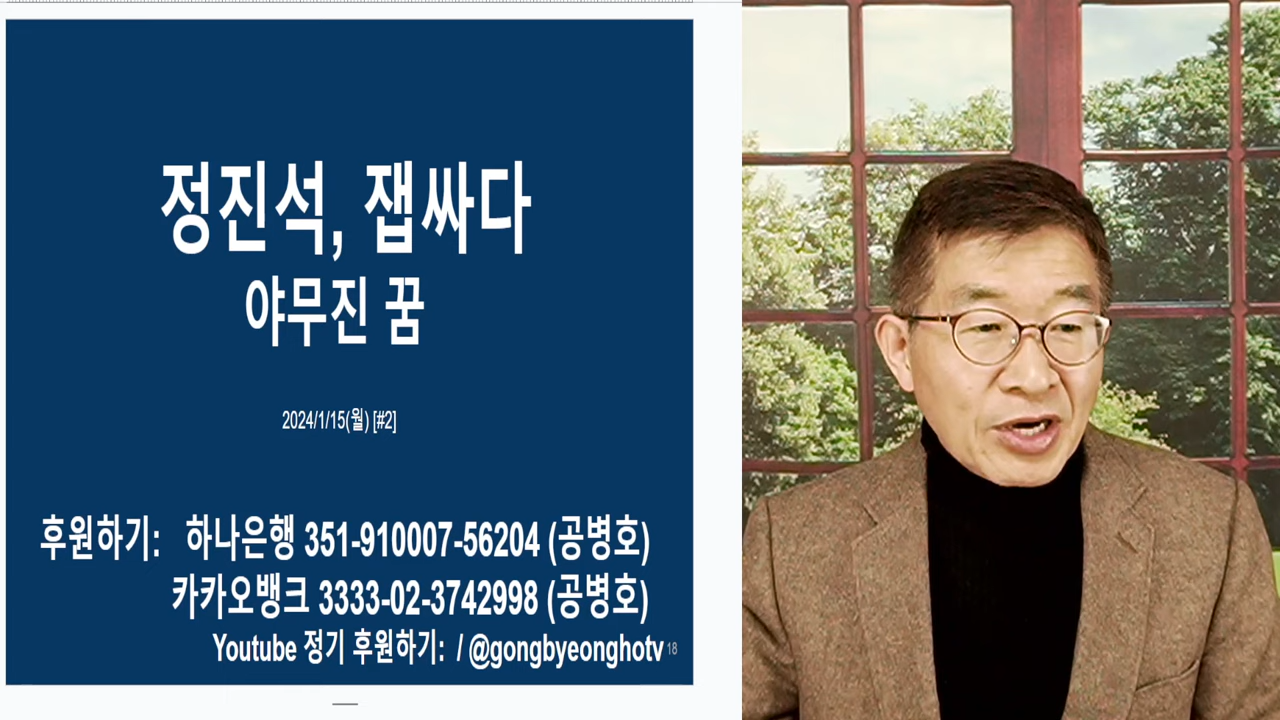 정진석, 잽싸다
야무진 꿈
2024/1/15(월) [#2]
후원하기: 하나은행 351-910007-56204 (공병호)
카카오뱅크 3333-02-3742998 (공병호)
Youtube 정기 후원하기: / @gongbyeonghotv 18